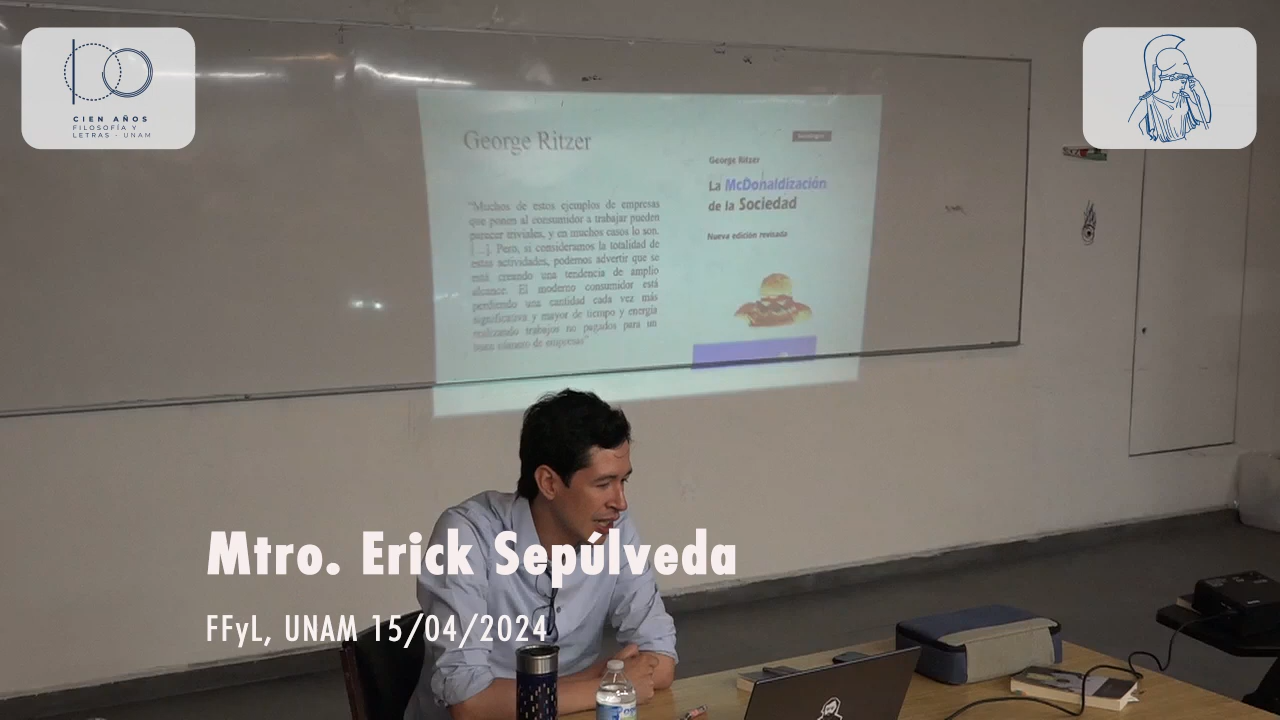 CIEN AÑOS
FILOSOFÍA Y
LETRAS · UNAM
George Ritzer
"Muchos de estos ejemplos de empresas
que ponen al consumidor a trabajar pueden
parecer triviales, y en muchos casos lo son.
[...]. Pero, si consideramos la totalidad de
estas actividades, podemos advertir que se
está creando una tendencia de amplio
alcance. El moderno consumidor está
perdiendo una cantidad cada vez más
significativa y mayor de tiempo y energía
realizando trabajos no pagados para un
número de empresas"
George Ritzer
La McDonaldización
de la Sociedad
Nueva edición revisada
Mtro. Erick Sepúlveda
FFyL, UNAM 15/04/2024